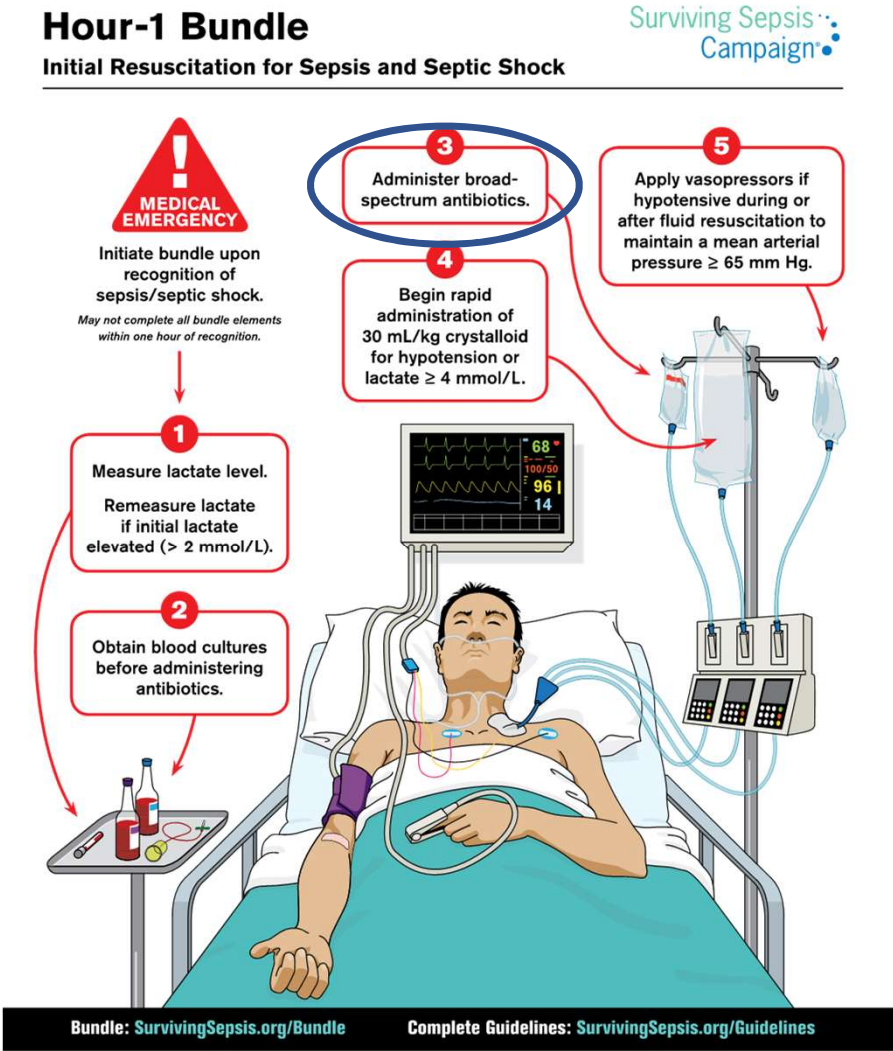 Hour-1 Bundle
Initial Resuscitation for Sepsis and Septic Shock
Surviving Sepsis
Campaign®
!
MEDICAL
EMERGENCY
Initiate bundle upon
recognition of
sepsis/septic shock.
May not complete all bundle elements
within one hour of recognition.
1
Measure lactate level.
Remeasure lactate
if initial lactate
elevated (> 2 mmol/L).
2
Obtain blood cultures
before administering
antibiotics.
3
Administer broad-
spectrum antibiotics.
4
Begin rapid
administration of
30 mL/kg crystalloid
for hypotension or
lactate ≥ 4 mmol/L.
5
Apply vasopressors if
hypotensive during or
after fluid resuscitation to
maintain a mean arterial
pressure ≥ 65 mm Hg.
68
100/50
96
14
Bundle: SurvivingSepsis.org/Bundle
Complete Guidelines: SurvivingSepsis.org/Guidelines